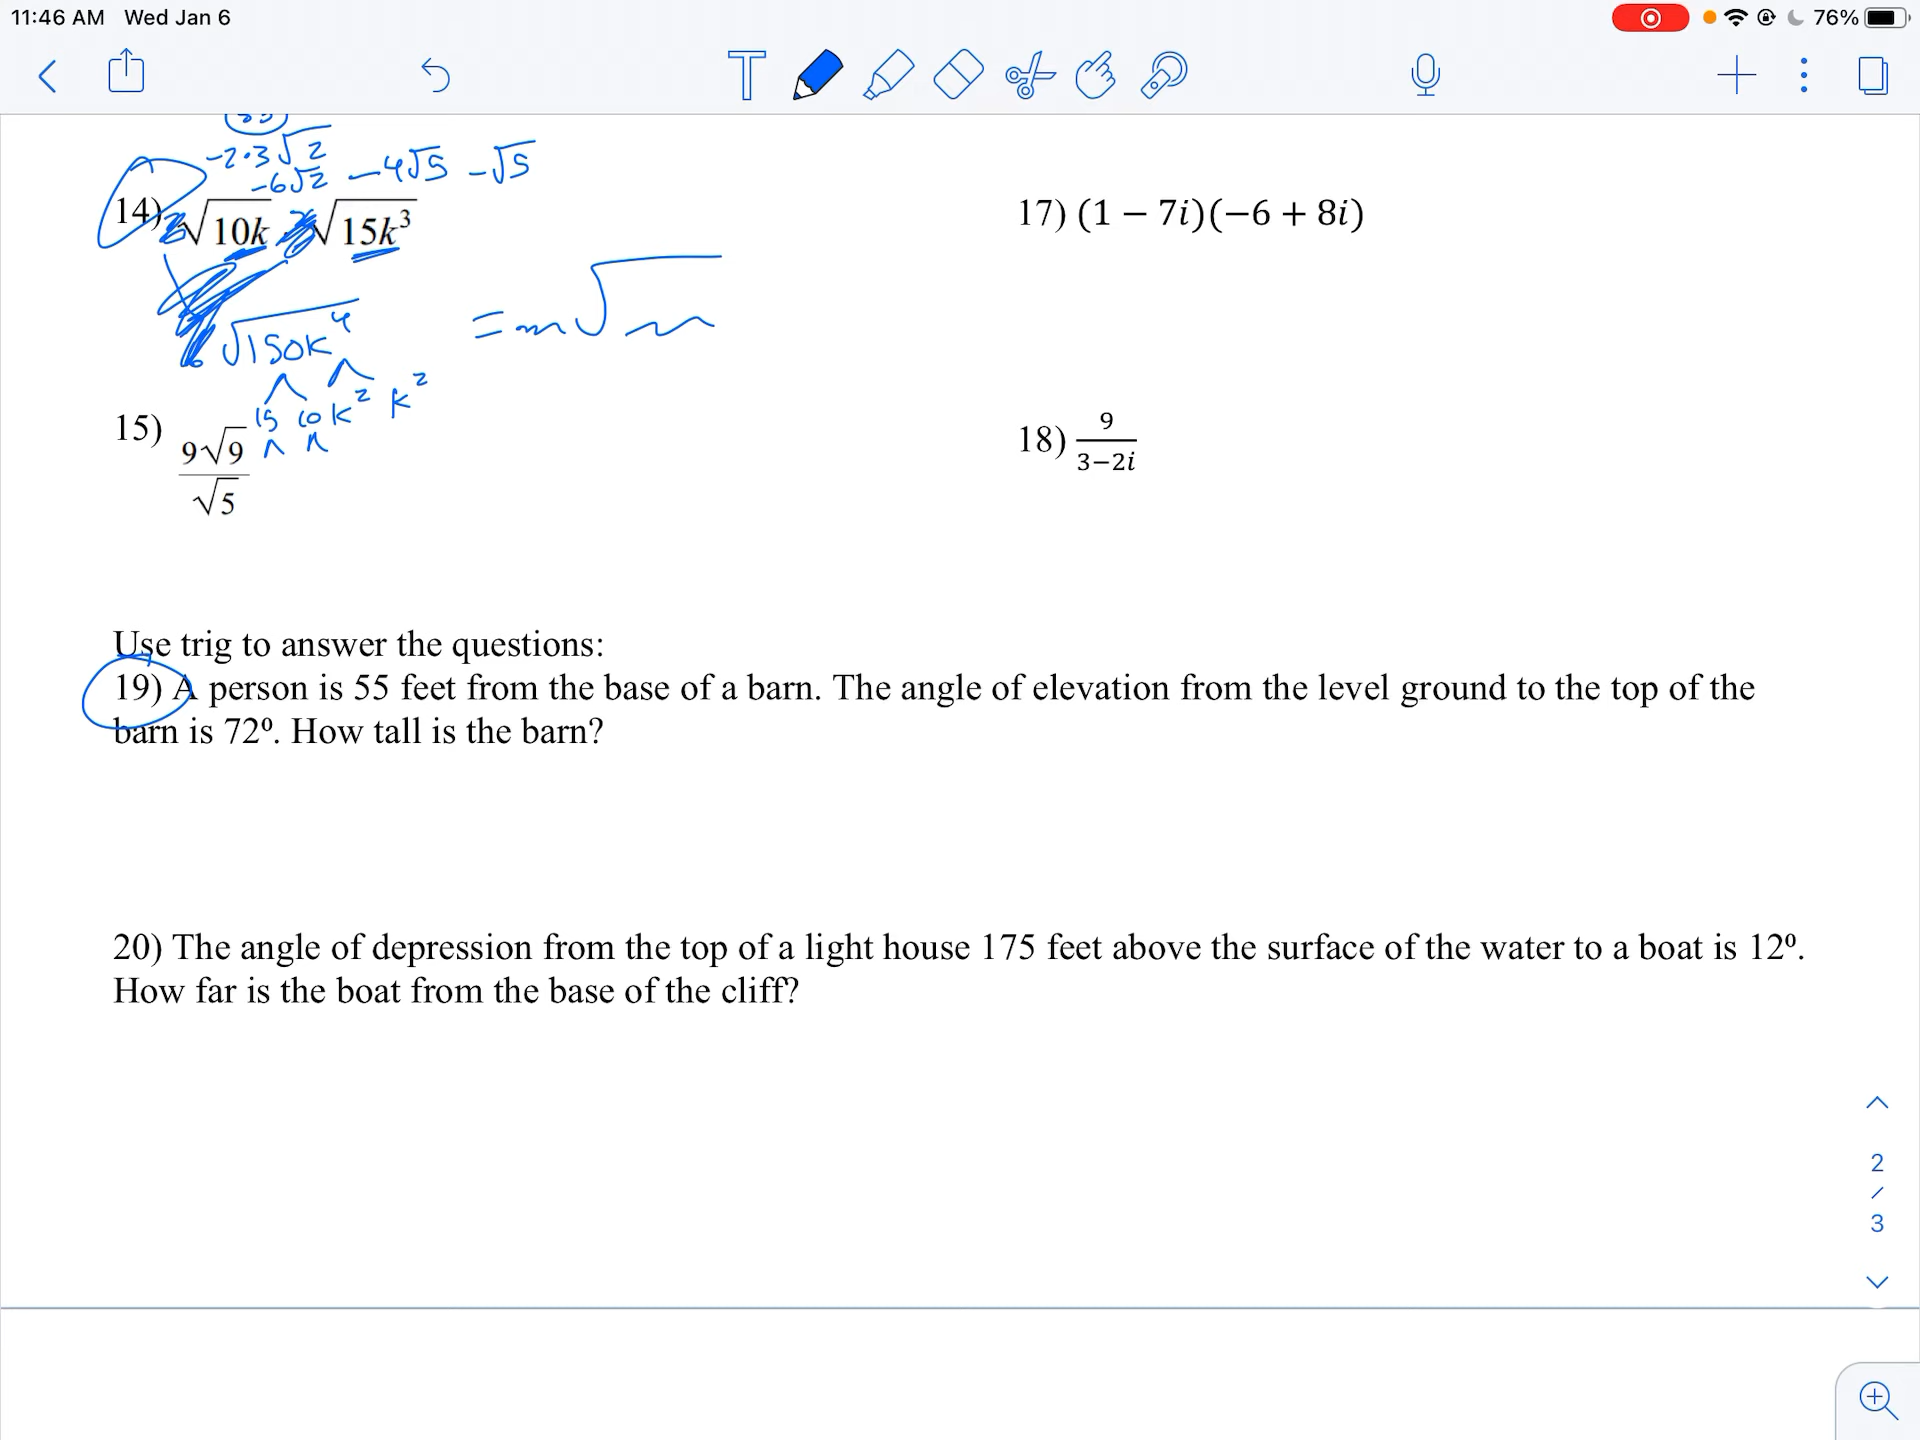 11:46 AM Wed Jan 6
76%
T
-2·3√2
-6√2 -4√5 -√5
14) √10k · √15k³
√150k⁴
=
15 10 k² k²
15) 9√9
√5
17) (1 − 7i)(−6 + 8i)
18) 9
3−2i
Use trig to answer the questions:
19) A person is 55 feet from the base of a barn. The angle of elevation from the level ground to the top of the
barn is 72º. How tall is the barn?
20) The angle of depression from the top of a light house 175 feet above the surface of the water to a boat is 12º.
How far is the boat from the base of the cliff?
2
/
3